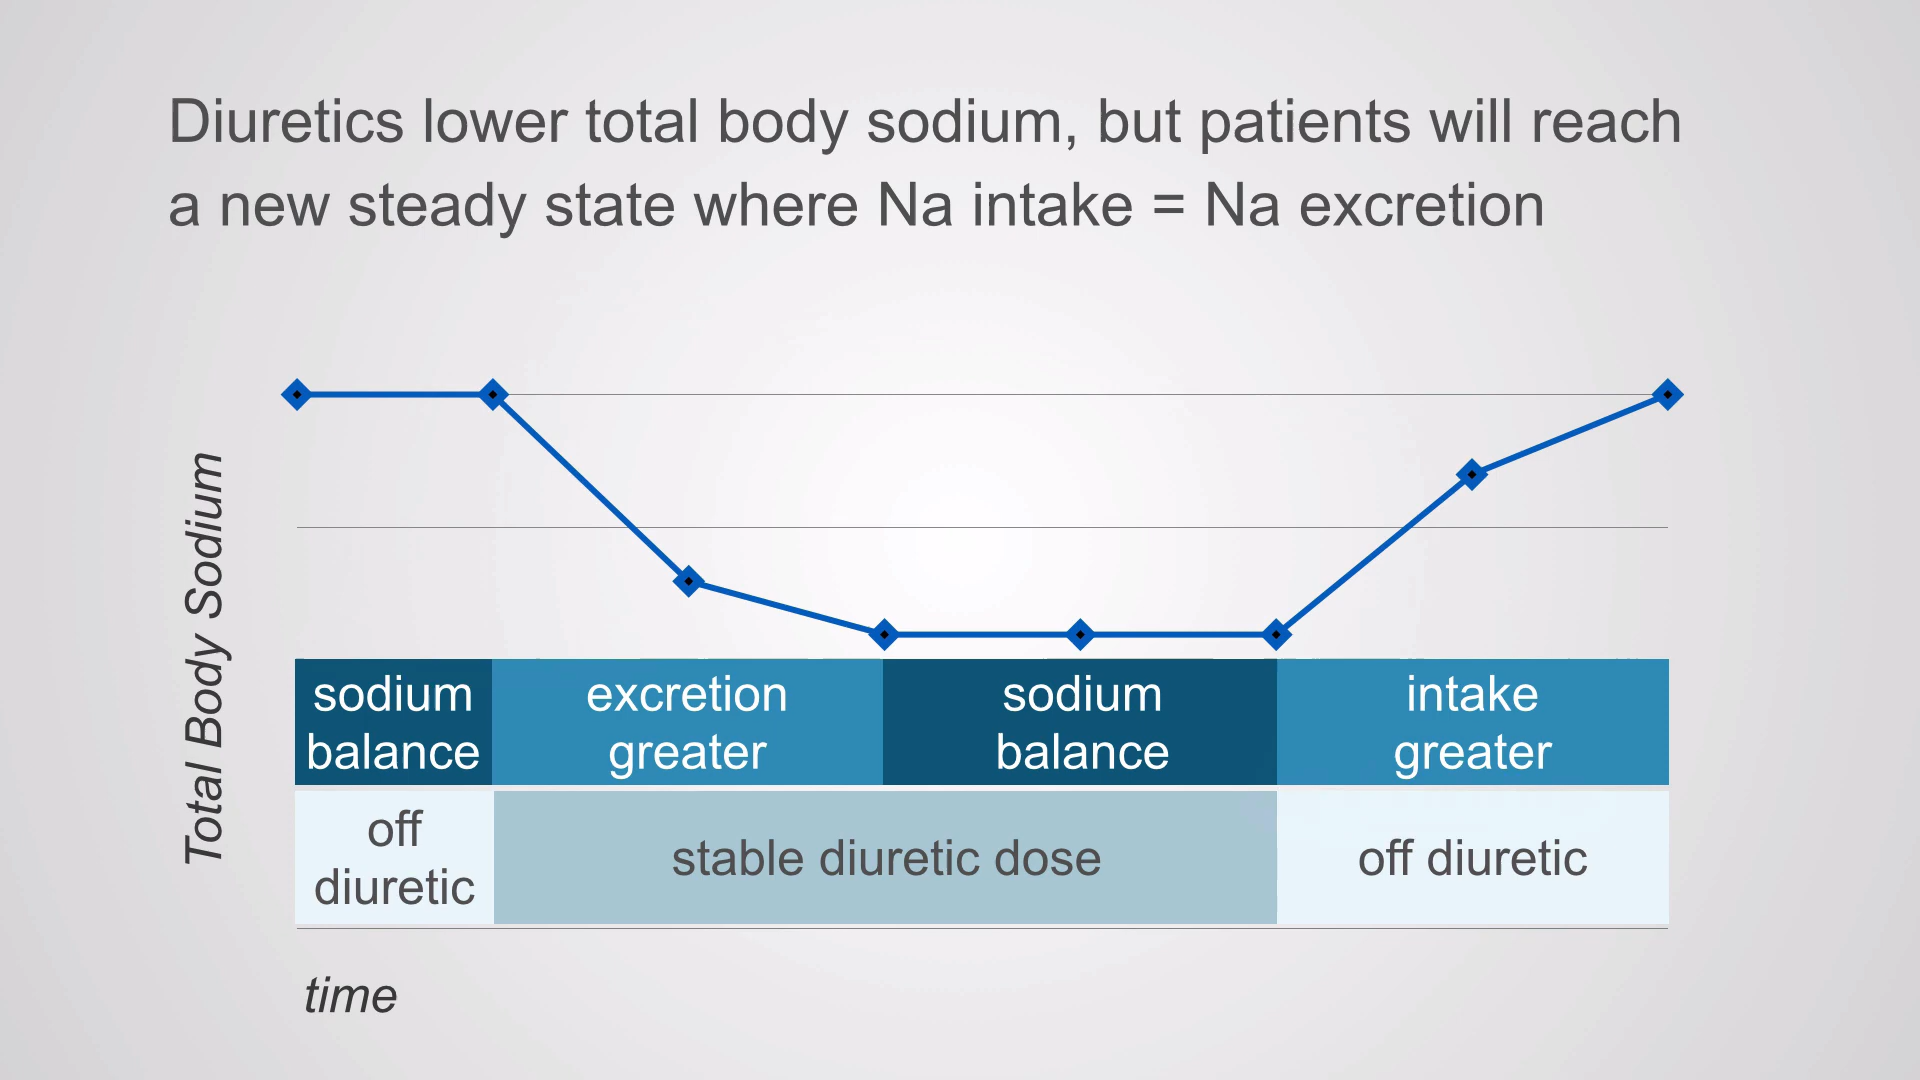 Diuretics lower total body sodium, but patients will reach
a new steady state where Na intake = Na excretion
Total Body Sodium
sodium
balance
excretion
greater
sodium
balance
intake
greater
off
diuretic
stable diuretic dose
off diuretic
time